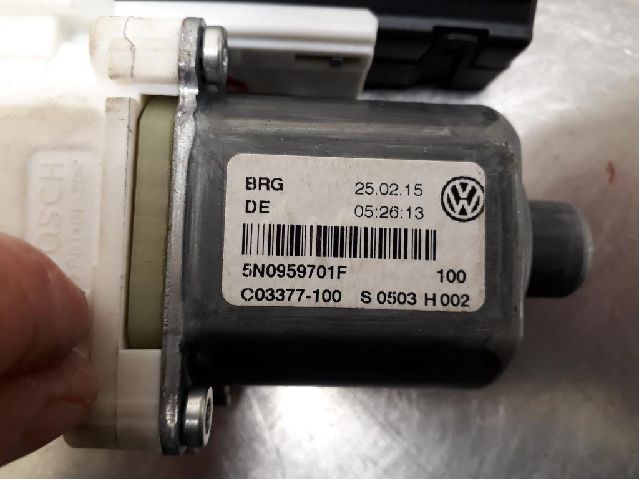 BRG 25.02.15
DE 05:26:13
5N0959701F 100
C03377-100 S 0503 H 002
BOSCH